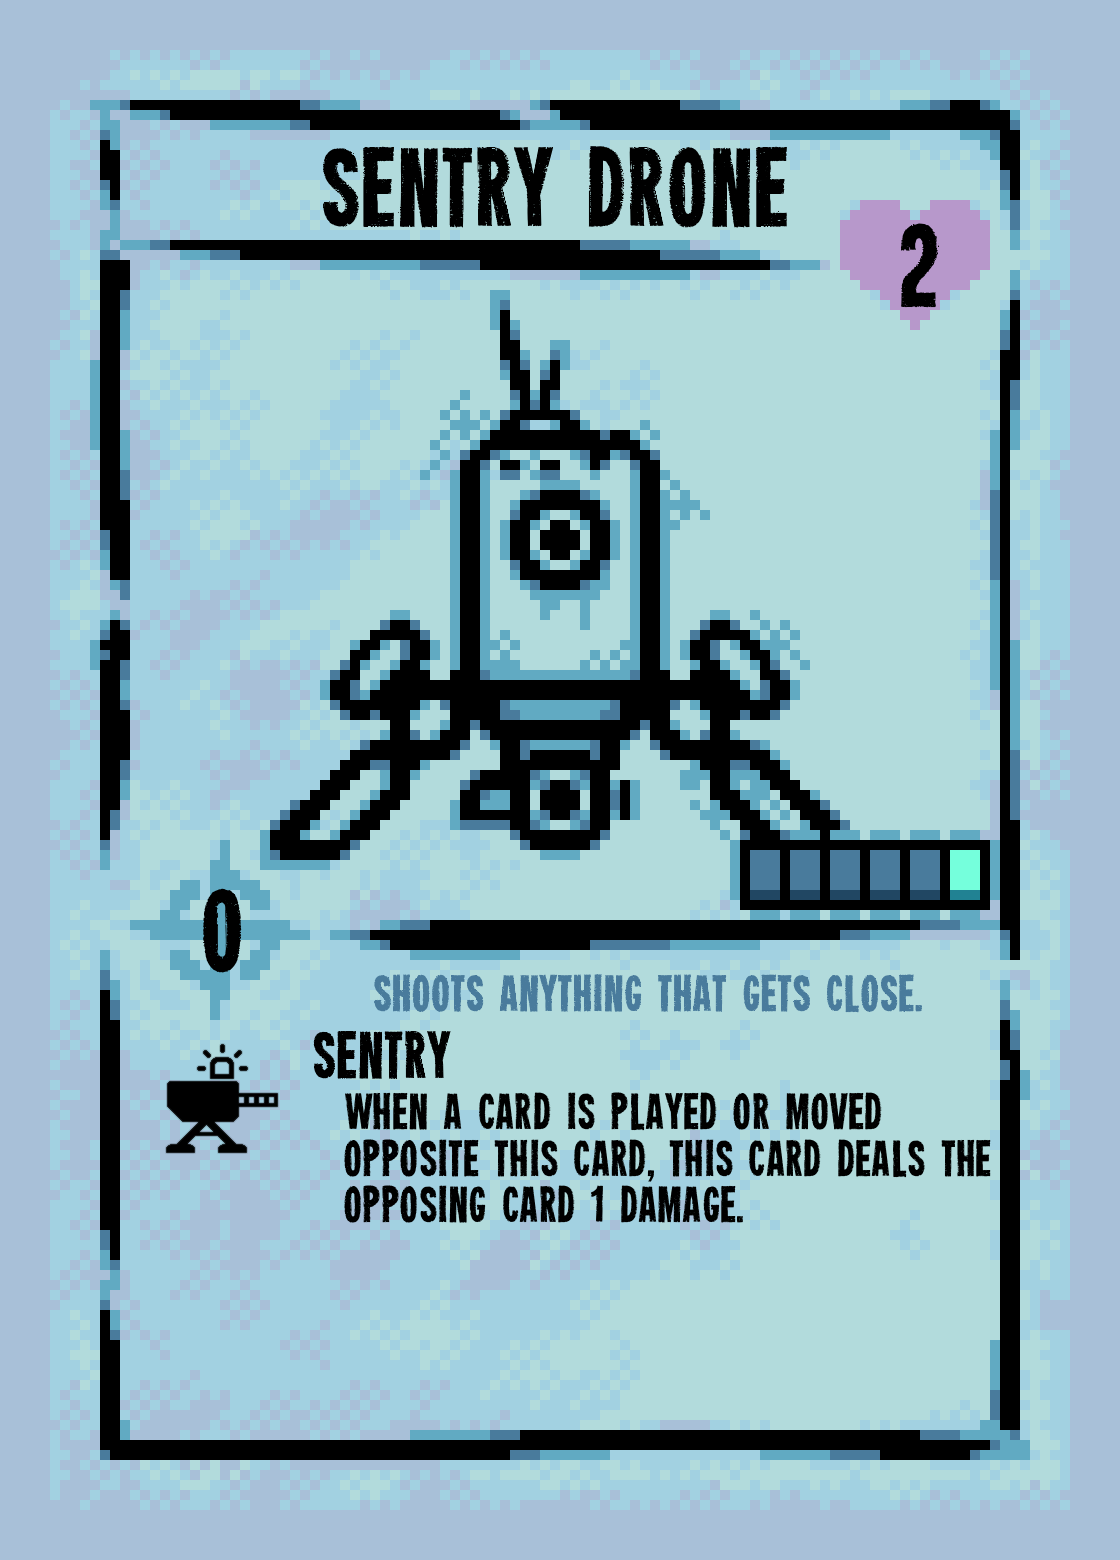 SENTRY DRONE
2
0
SHOOTS ANYTHING THAT GETS CLOSE.
SENTRY
WHEN A CARD IS PLAYED OR MOVED
OPPOSITE THIS CARD, THIS CARD DEALS THE
OPPOSING CARD 1 DAMAGE.